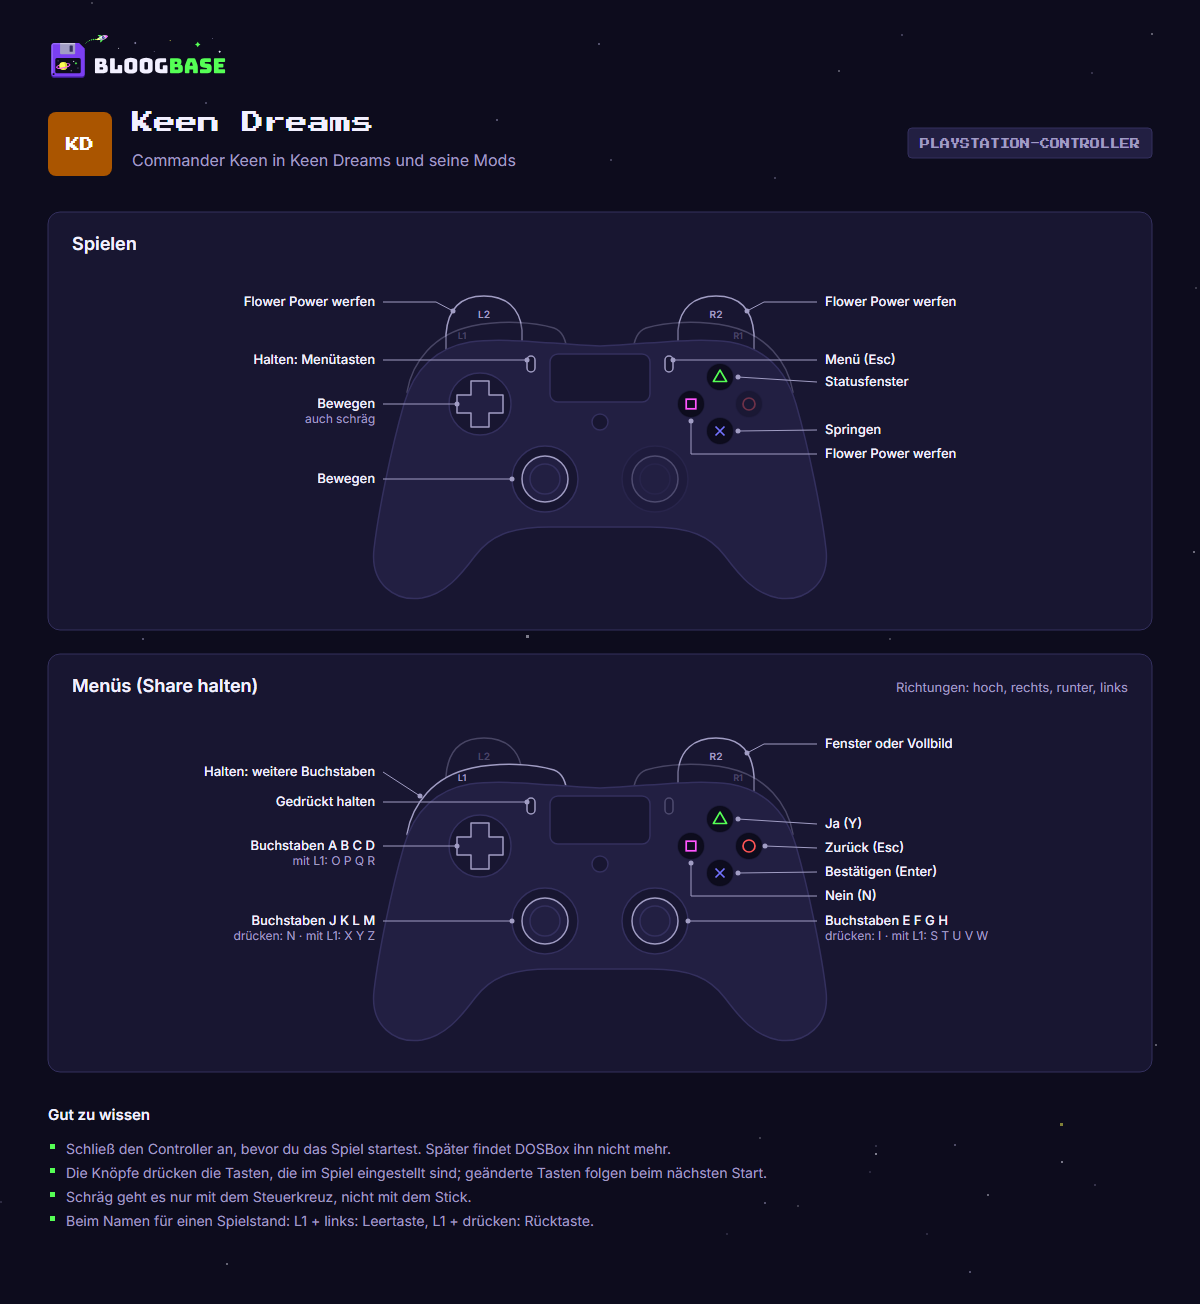 BLOOGBASE
KD
Keen Dreams
Commander Keen in Keen Dreams und seine Mods
PLAYSTATION-CONTROLLER
Spielen
Flower Power werfen
L2
R2
Flower Power werfen
L1
R1
Halten: Menütasten
Menü (Esc)
Statusfenster
Bewegen
auch schräg
Springen
Flower Power werfen
Bewegen
Menüs (Share halten)
Richtungen: hoch, rechts, runter, links
Fenster oder Vollbild
L2
R2
Halten: weitere Buchstaben
L1
R1
Gedrückt halten
Ja (Y)
Buchstaben A B C D
mit L1: O P Q R
Zurück (Esc)
Bestätigen (Enter)
Nein (N)
Buchstaben J K L M
drücken: N · mit L1: X Y Z
Buchstaben E F G H
drücken: I · mit L1: S T U V W
Gut zu wissen
Schließ den Controller an, bevor du das Spiel startest. Später findet DOSBox ihn nicht mehr.
Die Knöpfe drücken die Tasten, die im Spiel eingestellt sind; geänderte Tasten folgen beim nächsten Start.
Schräg geht es nur mit dem Steuerkreuz, nicht mit dem Stick.
Beim Namen für einen Spielstand: L1 + links: Leertaste, L1 + drücken: Rücktaste.